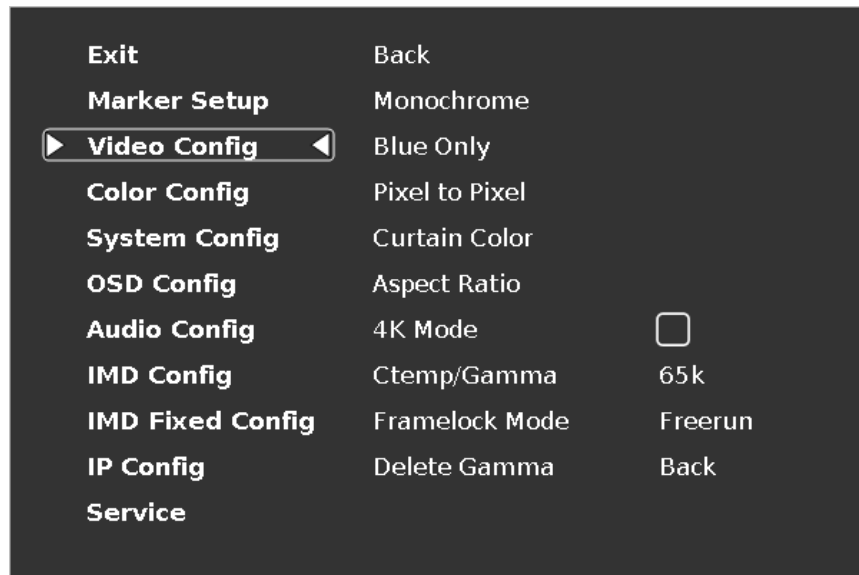 Exit Back
Marker Setup Monochrome
Video Config Blue Only
Color Config Pixel to Pixel
System Config Curtain Color
OSD Config Aspect Ratio
Audio Config 4K Mode
IMD Config Ctemp/Gamma 65k
IMD Fixed Config Framelock Mode Freerun
IP Config Delete Gamma Back
Service